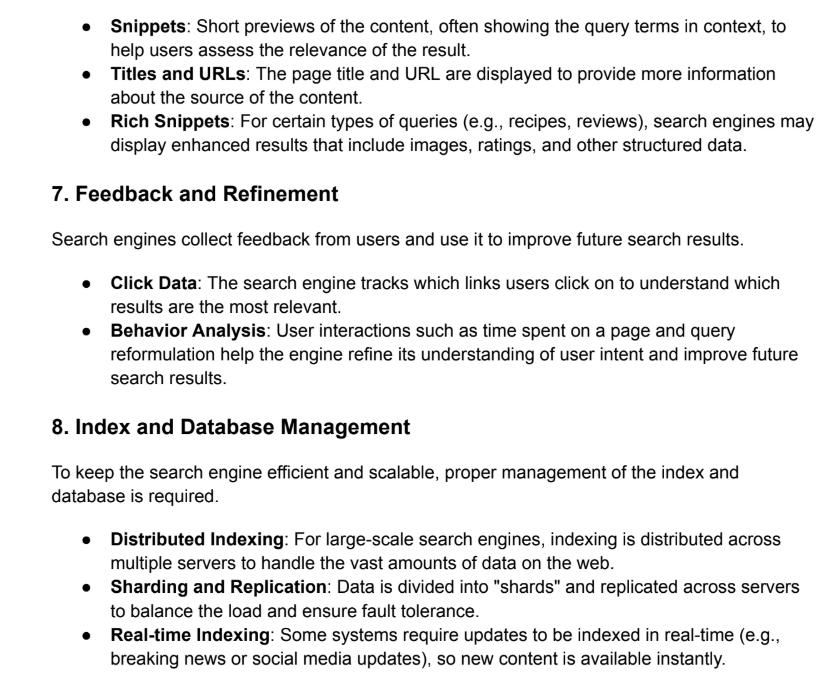 ● Snippets: Short previews of the content, often showing the query terms in context, to
help users assess the relevance of the result.
● Titles and URLs: The page title and URL are displayed to provide more information
about the source of the content.
● Rich Snippets: For certain types of queries (e.g., recipes, reviews), search engines may
display enhanced results that include images, ratings, and other structured data.
7. Feedback and Refinement
Search engines collect feedback from users and use it to improve future search results.
● Click Data: The search engine tracks which links users click on to understand which
results are the most relevant.
● Behavior Analysis: User interactions such as time spent on a page and query
reformulation help the engine refine its understanding of user intent and improve future
search results.
8. Index and Database Management
To keep the search engine efficient and scalable, proper management of the index and
database is required.
● Distributed Indexing: For large-scale search engines, indexing is distributed across
multiple servers to handle the vast amounts of data on the web.
● Sharding and Replication: Data is divided into "shards" and replicated across servers
to balance the load and ensure fault tolerance.
● Real-time Indexing: Some systems require updates to be indexed in real-time (e.g.,
breaking news or social media updates), so new content is available instantly.